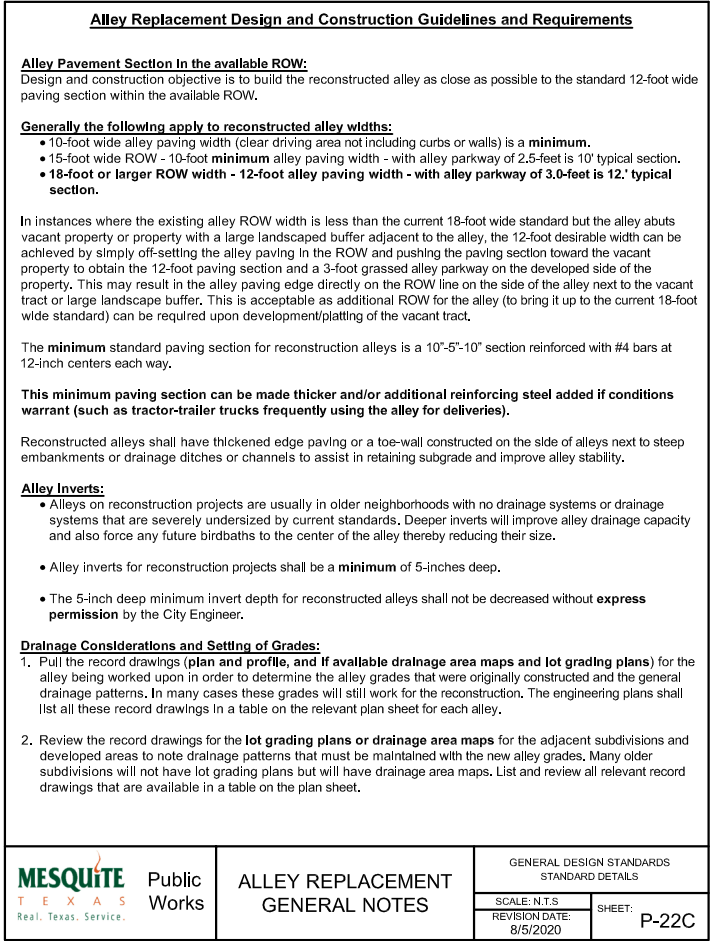 Alley Replacement Design and Construction Guidelines and Requirements
Alley Pavement Section in the available ROW:
Design and construction objective is to build the reconstructed alley as close as possible to the standard 12-foot wide
paving section within the available ROW.
Generally the following apply to reconstructed alley widths:
• 10-foot wide alley paving width (clear driving area not including curbs or walls) is a minimum.
• 15-foot wide ROW - 10-foot minimum alley paving width - with alley parkway of 2.5-feet is 10' typical section.
• 18-foot or larger ROW width - 12-foot alley paving width - with alley parkway of 3.0-feet is 12.' typical
section.
In instances where the existing alley ROW width is less than the current 18-foot wide standard but the alley abuts
vacant property or property with a large landscaped buffer adjacent to the alley, the 12-foot desirable width can be
achieved by simply off-setting the alley paving in the ROW and pushing the paving section toward the vacant
property to obtain the 12-foot paving section and a 3-foot grassed alley parkway on the developed side of the
property. This may result in the alley paving edge directly on the ROW line on the side of the alley next to the vacant
tract or large landscape buffer. This is acceptable as additional ROW for the alley (to bring it up to the current 18-foot
wide standard) can be required upon development/platting of the vacant tract.
The minimum standard paving section for reconstruction alleys is a 10"-5"-10" section reinforced with #4 bars at
12-inch centers each way.
This minimum paving section can be made thicker and/or additional reinforcing steel added if conditions
warrant (such as tractor-trailer trucks frequently using the alley for deliveries).
Reconstructed alleys shall have thickened edge paving or a toe-wall constructed on the side of alleys next to steep
embankments or drainage ditches or channels to assist in retaining subgrade and improve alley stability.
Alley Inverts:
• Alleys on reconstruction projects are usually in older neighborhoods with no drainage systems or drainage
systems that are severely undersized by current standards. Deeper inverts will improve alley drainage capacity
and also force any future birdbaths to the center of the alley thereby reducing their size.
• Alley inverts for reconstruction projects shall be a minimum of 5-inches deep.
• The 5-inch deep minimum invert depth for reconstructed alleys shall not be decreased without express
permission by the City Engineer.
Drainage Considerations and Setting of Grades:
1. Pull the record drawings (plan and profile, and if available drainage area maps and lot grading plans) for the
alley being worked upon in order to determine the alley grades that were originally constructed and the general
drainage patterns. In many cases these grades will still work for the reconstruction. The engineering plans shall
list all these record drawings in a table on the relevant plan sheet for each alley.
2. Review the record drawings for the lot grading plans or drainage area maps for the adjacent subdivisions and
developed areas to note drainage patterns that must be maintained with the new alley grades. Many older
subdivisions will not have lot grading plans but will have drainage area maps. List and review all relevant record
drawings that are available in a table on the plan sheet.
MESQUITE
TEXAS
Real. Texas. Service.
Public
Works
ALLEY REPLACEMENT
GENERAL NOTES
GENERAL DESIGN STANDARDS
STANDARD DETAILS
SCALE: N.T.S
REVISION DATE:
8/5/2020
SHEET:
P-22C